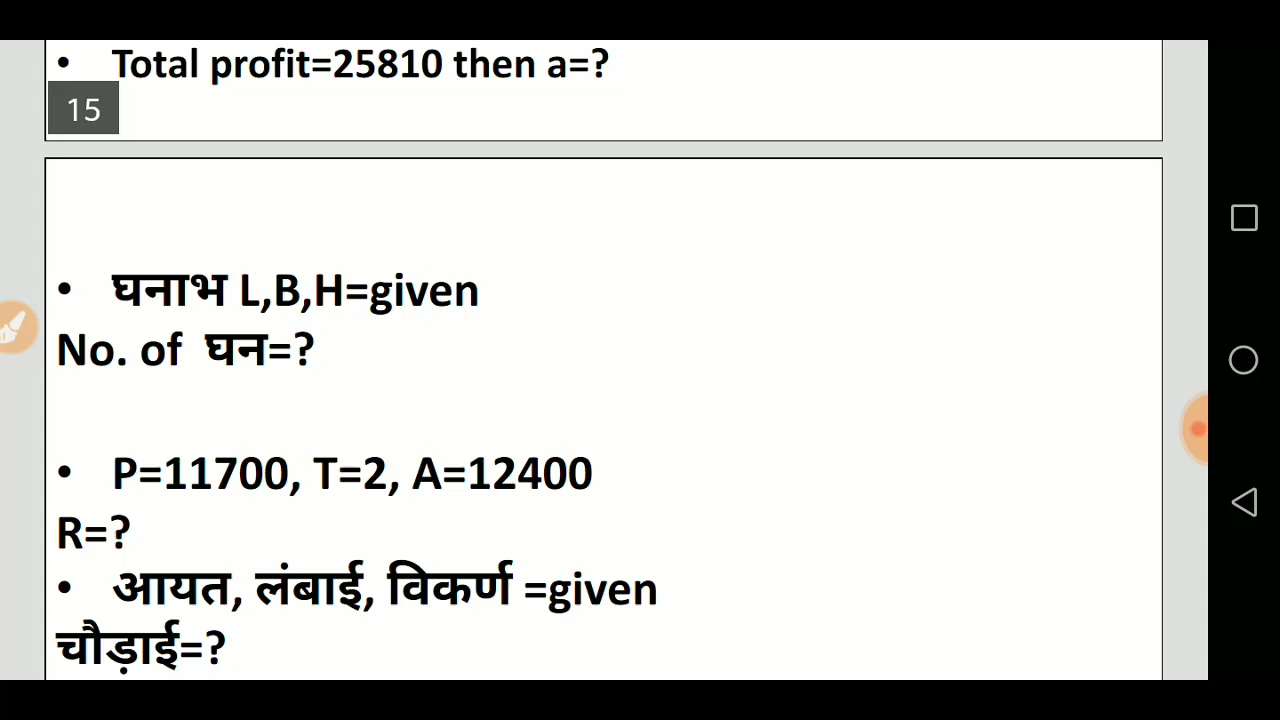 • Total profit=25810 then a=?
15
• घनाभ L,B,H=given
No. of घन=?
• P=11700, T=2, A=12400
R=?
• आयत, लंबाई, विकर्ण =given
चौड़ाई=?